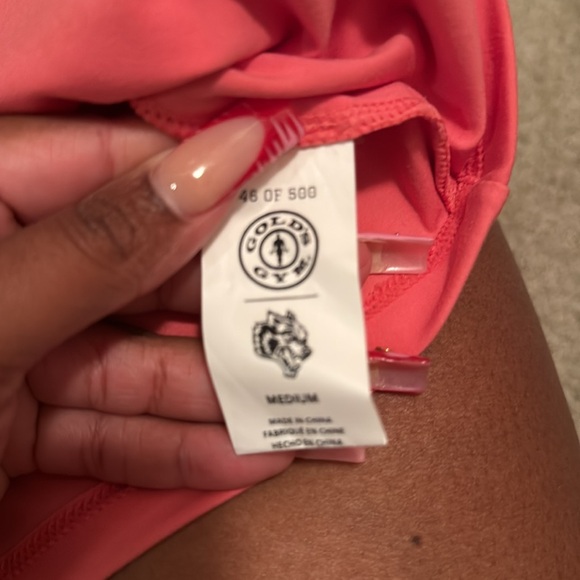 46 OF 500
GOLD'S GYM
MEDIUM
MADE IN CHINA
FABRIQUÉ EN CHINE
HECHO EN CHINA